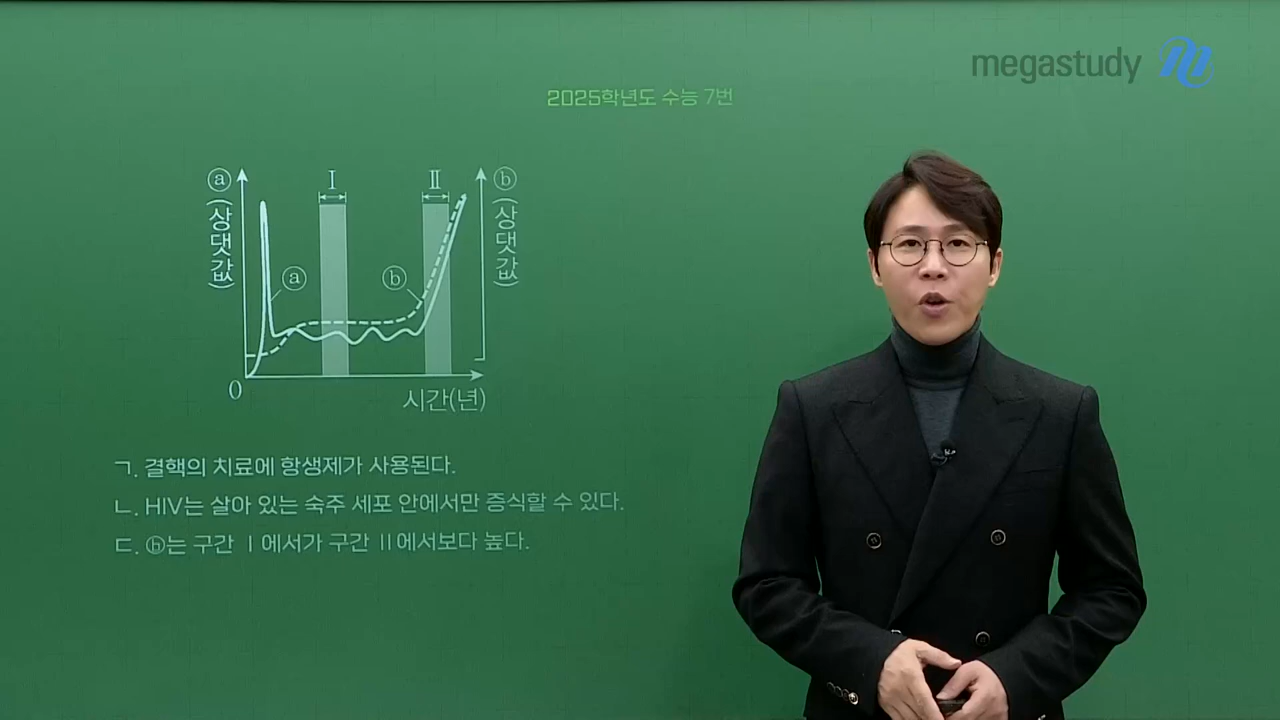 megastudy
2025학년도 수능 7번
ⓐ
(상댓값)
Ⅰ
Ⅱ
ⓑ
(상댓값)
ⓐ
ⓑ
0
시간(년)
ㄱ. 결핵의 치료에 항생제가 사용된다.
ㄴ. HIV는 살아 있는 숙주 세포 안에서만 증식할 수 있다.
ㄷ. ⓑ는 구간 Ⅰ에서가 구간 Ⅱ에서보다 높다.